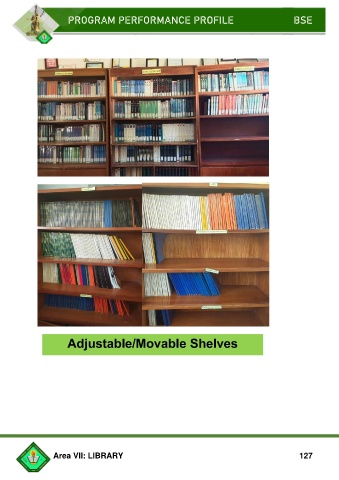 PROGRAM PERFORMANCE PROFILE BSE
Adjustable/Movable Shelves
Area VII: LIBRARY 127